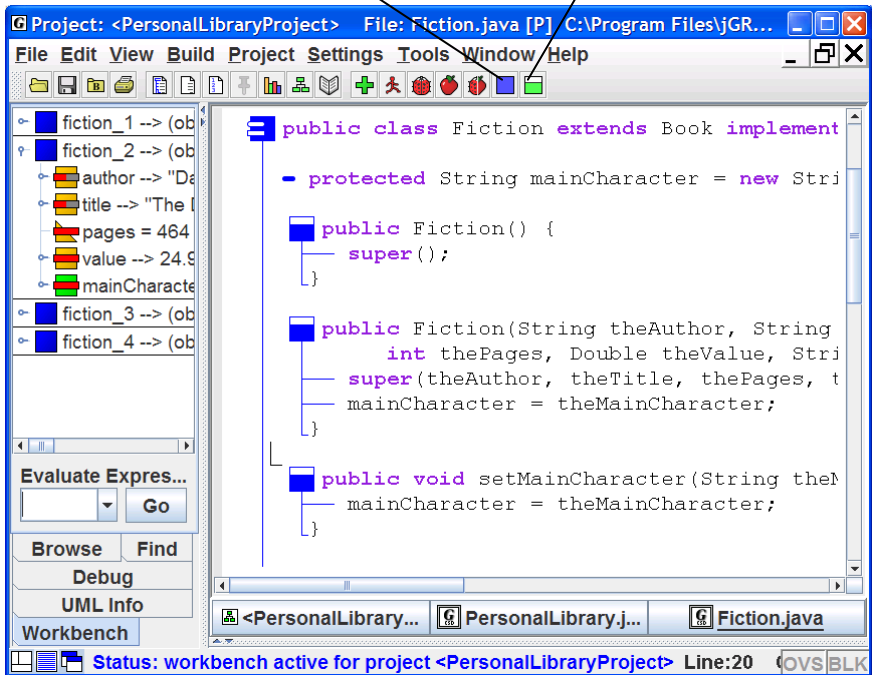 Project: <PersonalLibraryProject> File: Fiction.java [P] C:\Program Files\jGR...
File Edit View Build Project Settings Tools Window Help
fiction_1 --> (ob
fiction_2 --> (ob
author --> "Da
title --> "The
pages = 464
value --> 24.9
mainCharacte
fiction_3 --> (ob
fiction_4 --> (ob
Evaluate Expres...
Go
Browse Find
Debug
UML Info
Workbench
public class Fiction extends Book implement
protected String mainCharacter = new Stri
public Fiction() {
super();
}
public Fiction(String theAuthor, String
int thePages, Double theValue, Stri
super(theAuthor, theTitle, thePages, t
mainCharacter = theMainCharacter;
}
public void setMainCharacter(String theM
mainCharacter = theMainCharacter;
}
<PersonalLibrary... PersonalLibrary.j... Fiction.java
Status: workbench active for project <PersonalLibraryProject> Line:20 OVS BLK